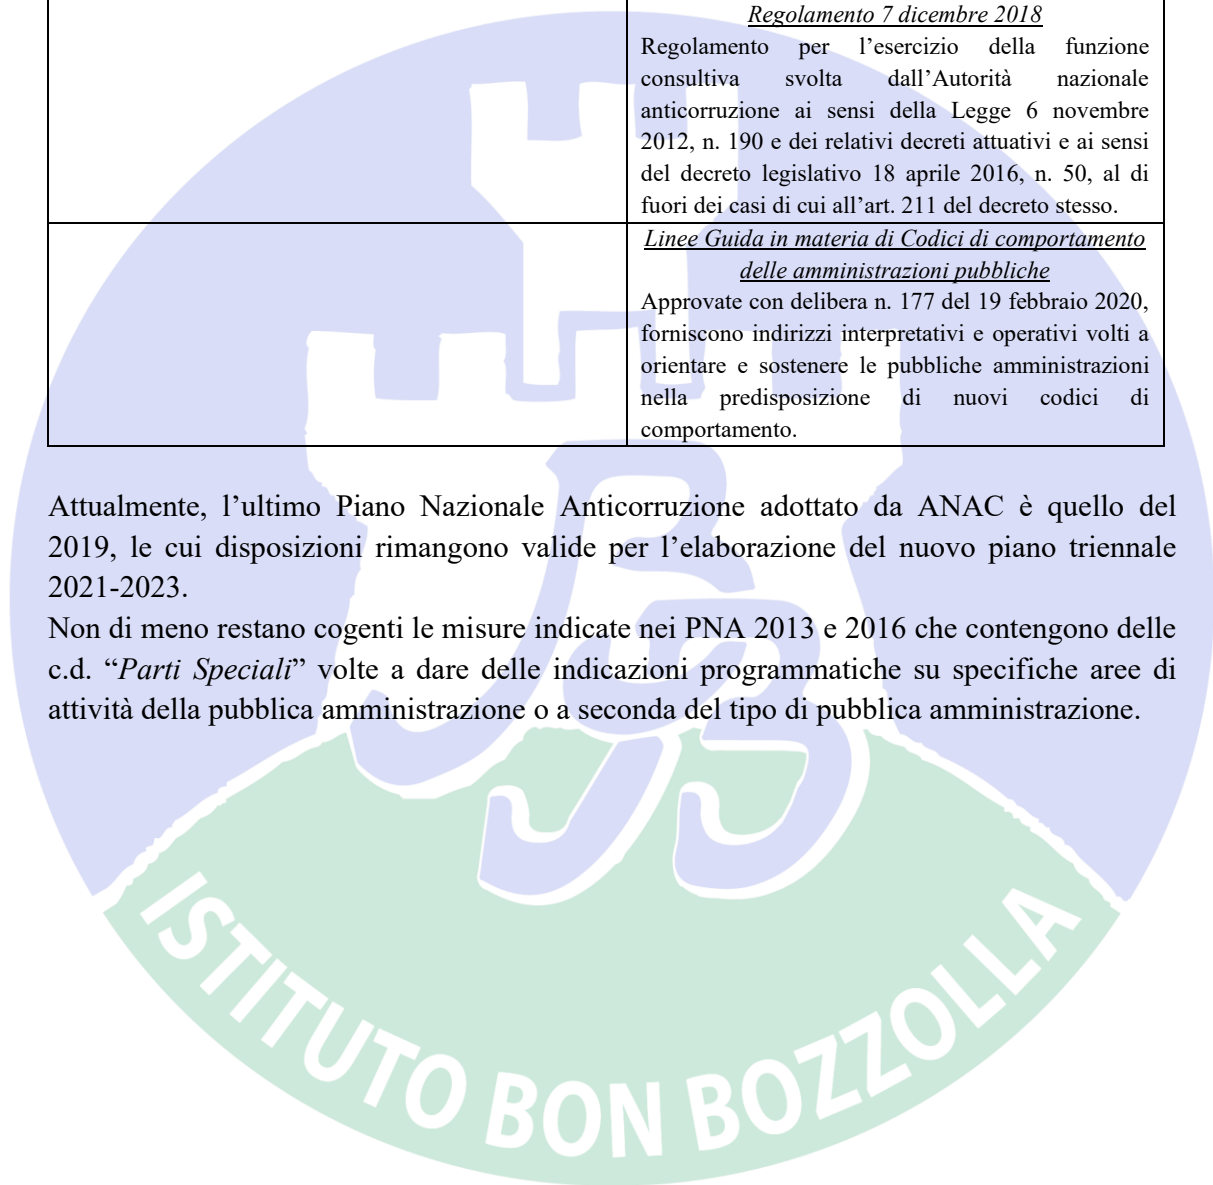 Regolamento 7 dicembre 2018
Regolamento per l’esercizio della funzione
consultiva svolta dall’Autorità nazionale
anticorruzione ai sensi della Legge 6 novembre
2012, n. 190 e dei relativi decreti attuativi e ai sensi
del decreto legislativo 18 aprile 2016, n. 50, al di
fuori dei casi di cui all’art. 211 del decreto stesso.
Linee Guida in materia di Codici di comportamento
delle amministrazioni pubbliche
Approvate con delibera n. 177 del 19 febbraio 2020,
forniscono indirizzi interpretativi e operativi volti a
orientare e sostenere le pubbliche amministrazioni
nella predisposizione di nuovi codici di
comportamento.
Attualmente, l’ultimo Piano Nazionale Anticorruzione adottato da ANAC è quello del
2019, le cui disposizioni rimangono valide per l’elaborazione del nuovo piano triennale
2021-2023.
Non di meno restano cogenti le misure indicate nei PNA 2013 e 2016 che contengono delle
c.d. “Parti Speciali” volte a dare delle indicazioni programmatiche su specifiche aree di
attività della pubblica amministrazione o a seconda del tipo di pubblica amministrazione.
ISTITUTO BON BOZZOLLA